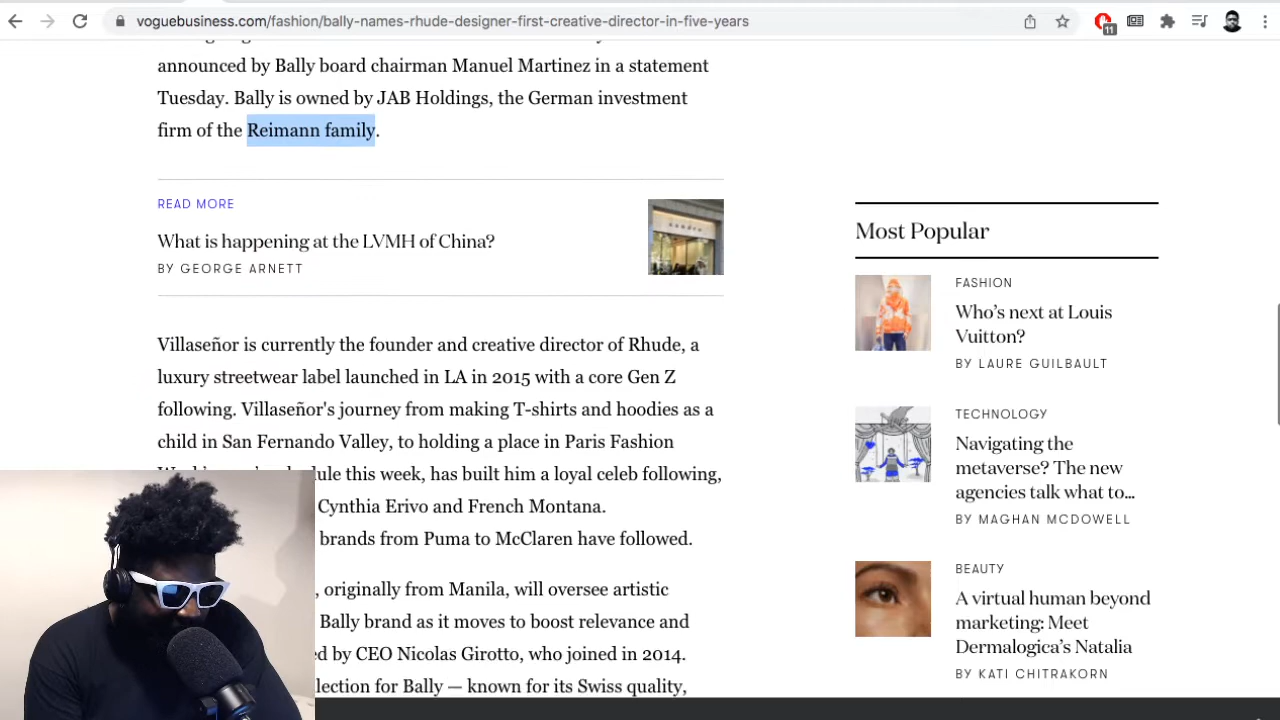 voguebusiness.com/fashion/bally-names-rhude-designer-first-creative-director-in-five-years
11
announced by Bally board chairman Manuel Martinez in a statement
Tuesday. Bally is owned by JAB Holdings, the German investment
firm of the Reimann family.
READ MORE
What is happening at the LVMH of China?
BY GEORGE ARNETT
Villaseñor is currently the founder and creative director of Rhude, a
luxury streetwear label launched in LA in 2015 with a core Gen Z
following. Villaseñor's journey from making T-shirts and hoodies as a
child in San Fernando Valley, to holding a place in Paris Fashion
this week, has built him a loyal celeb following,
Cynthia Erivo and French Montana.
brands from Puma to McClaren have followed.
, originally from Manila, will oversee artistic
Bally brand as it moves to boost relevance and
by CEO Nicolas Girotto, who joined in 2014.
for Bally — known for its Swiss quality,
Most Popular
FASHION
Who's next at Louis
Vuitton?
BY LAURE GUILBAULT
TECHNOLOGY
Navigating the
metaverse? The new
agencies talk what to...
BY MAGHAN MCDOWELL
BEAUTY
A virtual human beyond
marketing: Meet
Dermalogica's Natalia
BY KATI CHITRAKORN